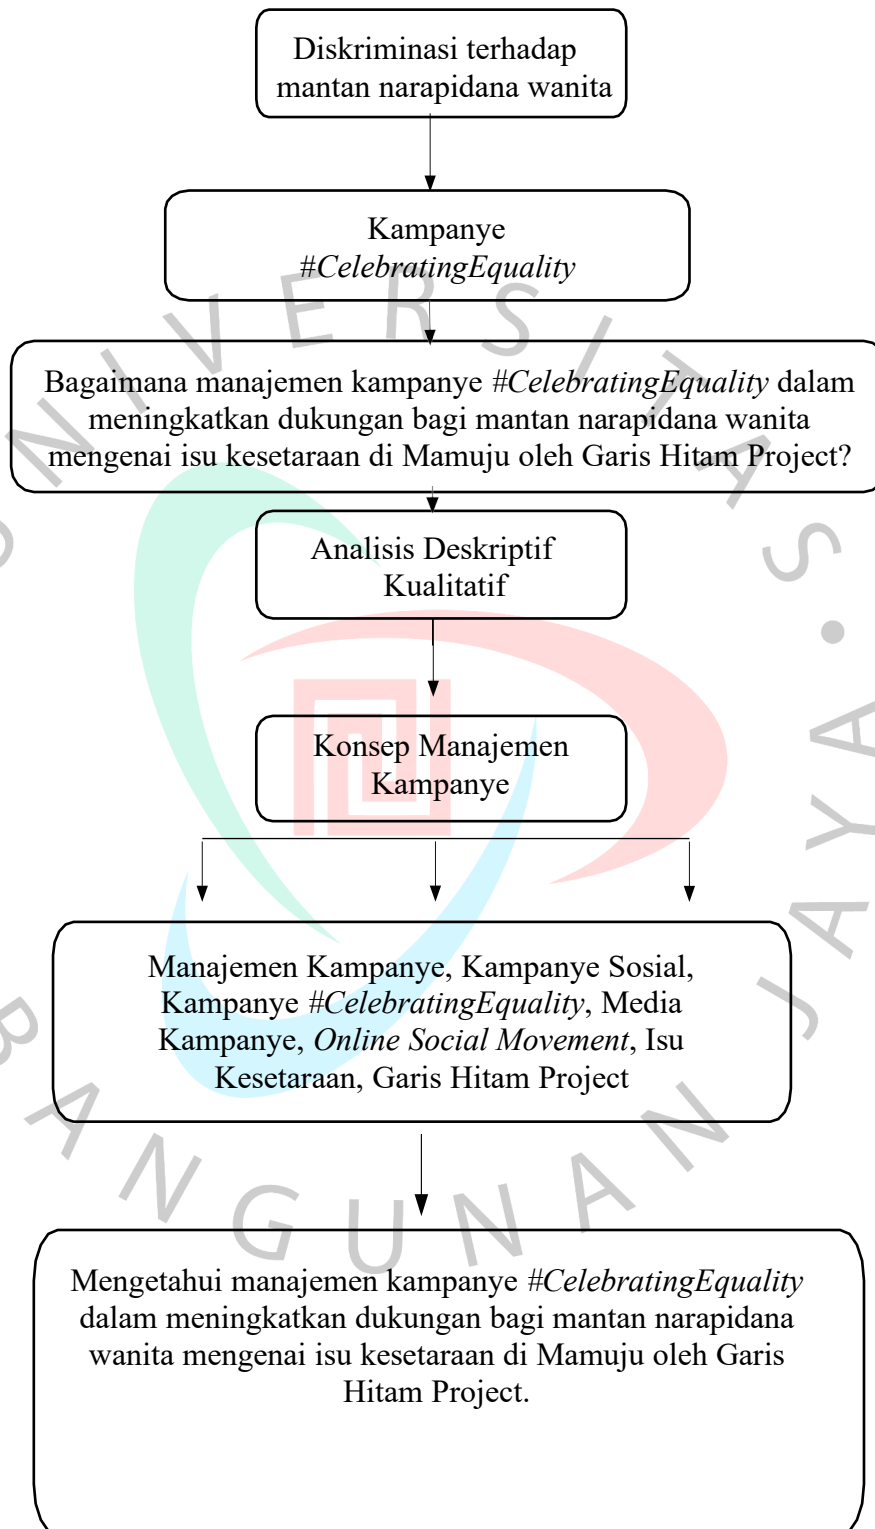 Diskriminasi terhadap
mantan narapidana wanita
Kampanye
#CelebratingEquality
Bagaimana manajemen kampanye #CelebratingEquality dalam
meningkatkan dukungan bagi mantan narapidana wanita
mengenai isu kesetaraan di Mamuju oleh Garis Hitam Project?
Analisis Deskriptif
Kualitatif
Konsep Manajemen
Kampanye
Manajemen Kampanye, Kampanye Sosial,
Kampanye #CelebratingEquality, Media
Kampanye, Online Social Movement, Isu
Kesetaraan, Garis Hitam Project
Mengetahui manajemen kampanye #CelebratingEquality
dalam meningkatkan dukungan bagi mantan narapidana
wanita mengenai isu kesetaraan di Mamuju oleh Garis
Hitam Project.
UNIVERSITAS • 
BANGUNAN JAYA